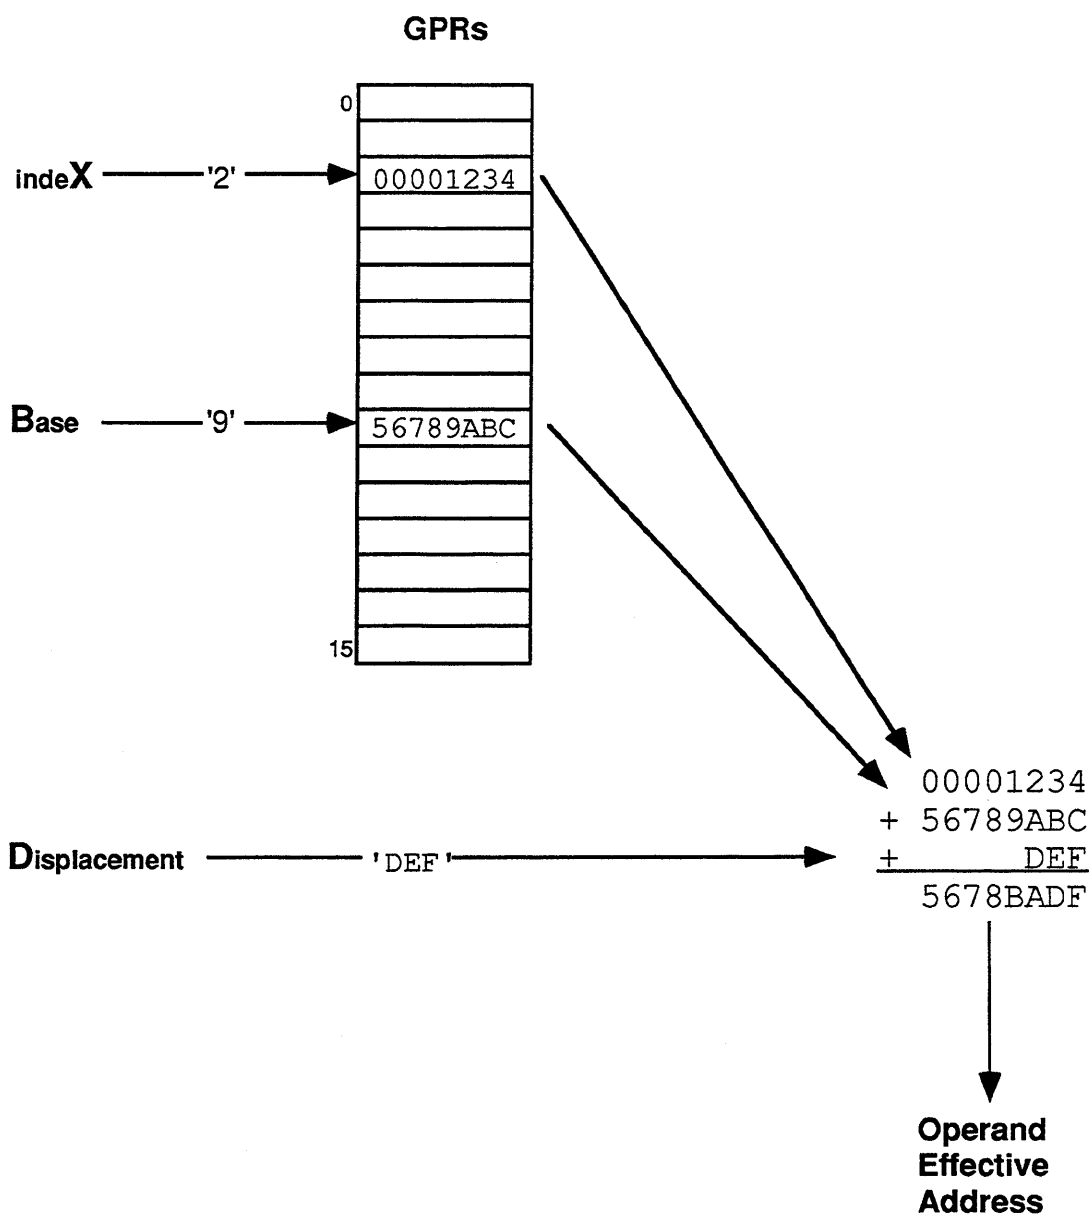 GPRs
0
indeX '2' 00001234
Base '9' 56789ABC
15
00001234
+ 56789ABC
Displacement 'DEF' + DEF
5678BADF
Operand
Effective
Address